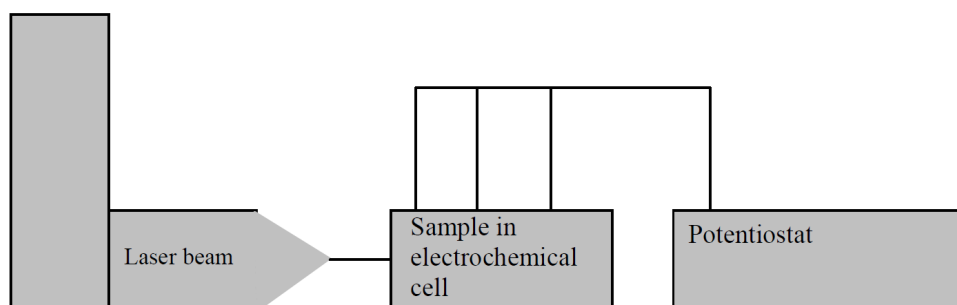 Laser beam
Sample in
electrochemical
cell
Potentiostat